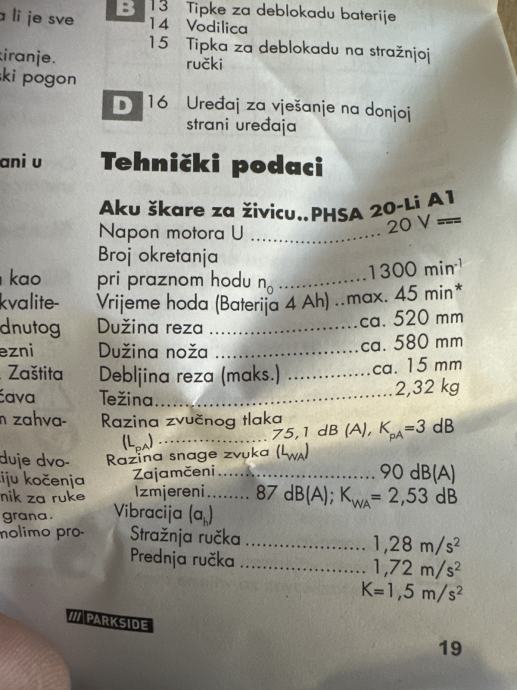 li je sve
kiranje.
ski pogon
ani u
kao
kvalite-
dnutog
ezni
Zaštita
čava
zahva-
duje dvo-
iju kočenja
nik za ruke
grana.
molimo pro-
B 13 Tipke za deblokadu baterije
14 Vodilica
15 Tipka za deblokadu na stražnjoj
ručki
D 16 Uređaj za vješanje na donjoj
strani uređaja
Tehnički podaci
Aku škare za živicu..PHSA 20-Li A1
Napon motora U ...................... 20 V ⎓
Broj okretanja
pri praznom hodu n0 ...............1300 min-1
Vrijeme hoda (Baterija 4 Ah) ..max. 45 min*
Dužina reza .........................ca. 520 mm
Dužina noža ........................ca. 580 mm
Debljina reza (maks.) ..............ca. 15 mm
Težina.......................................2,32 kg
Razina zvučnog tlaka
(LpA) .................. 75,1 dB (A), KpA=3 dB
Razina snage zvuka (LWA)
Zajamčeni............................. 90 dB(A)
Izmjereni....... 87 dB(A); KWA= 2,53 dB
Vibracija (ah)
Stražnja ručka .................... 1,28 m/s²
Prednja ručka ..................... 1,72 m/s²
K=1,5 m/s²
/// PARKSIDE
19